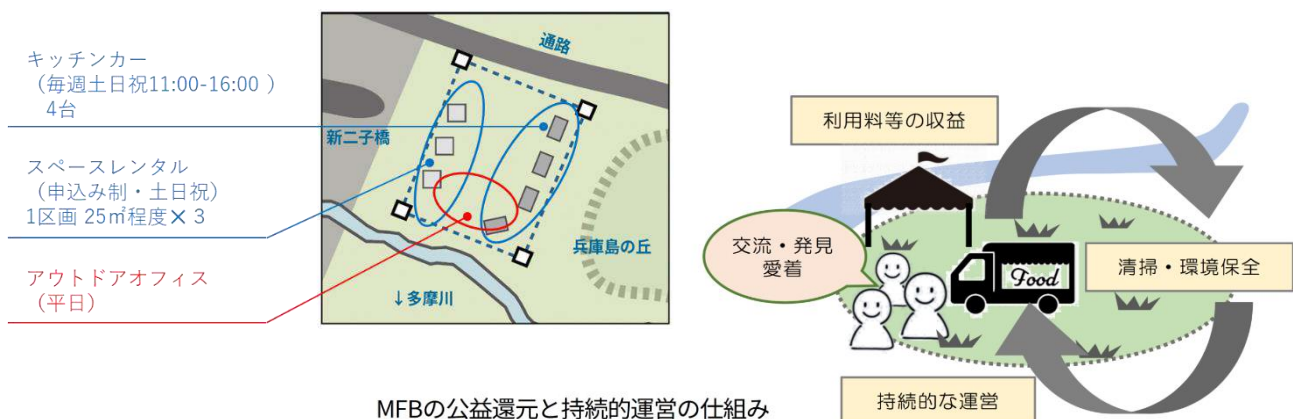 キッチンカー
（毎週土日祝11:00-16:00 ）
4台
スペースレンタル
（申込み制・土日祝）
1区画 25㎡程度✕ 3
アウトドアオフィス
（平日）
通路
新二子橋
兵庫島の丘
↓多摩川
利用料等の収益
交流・発見
愛着
Food
清掃・環境保全
持続的な運営
MFBの公益還元と持続的運営の仕組み